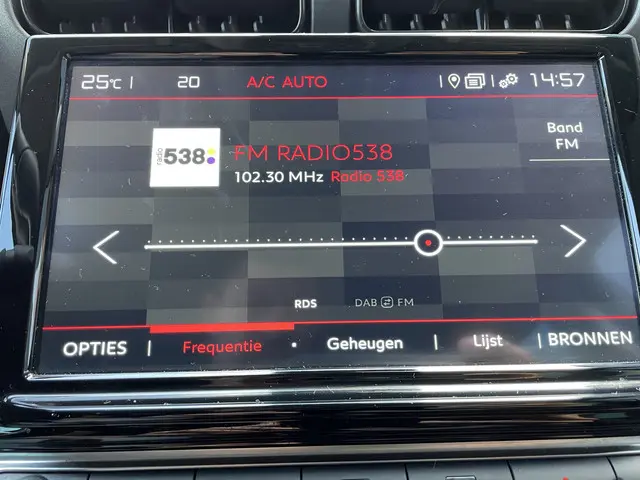 25°C | 20 A/C AUTO | | 14:57
Band
FM
radio 538
FM RADIO538
102.30 MHz Radio 538
RDS DAB FM
OPTIES | Frequentie • Geheugen | Lijst | BRONNEN